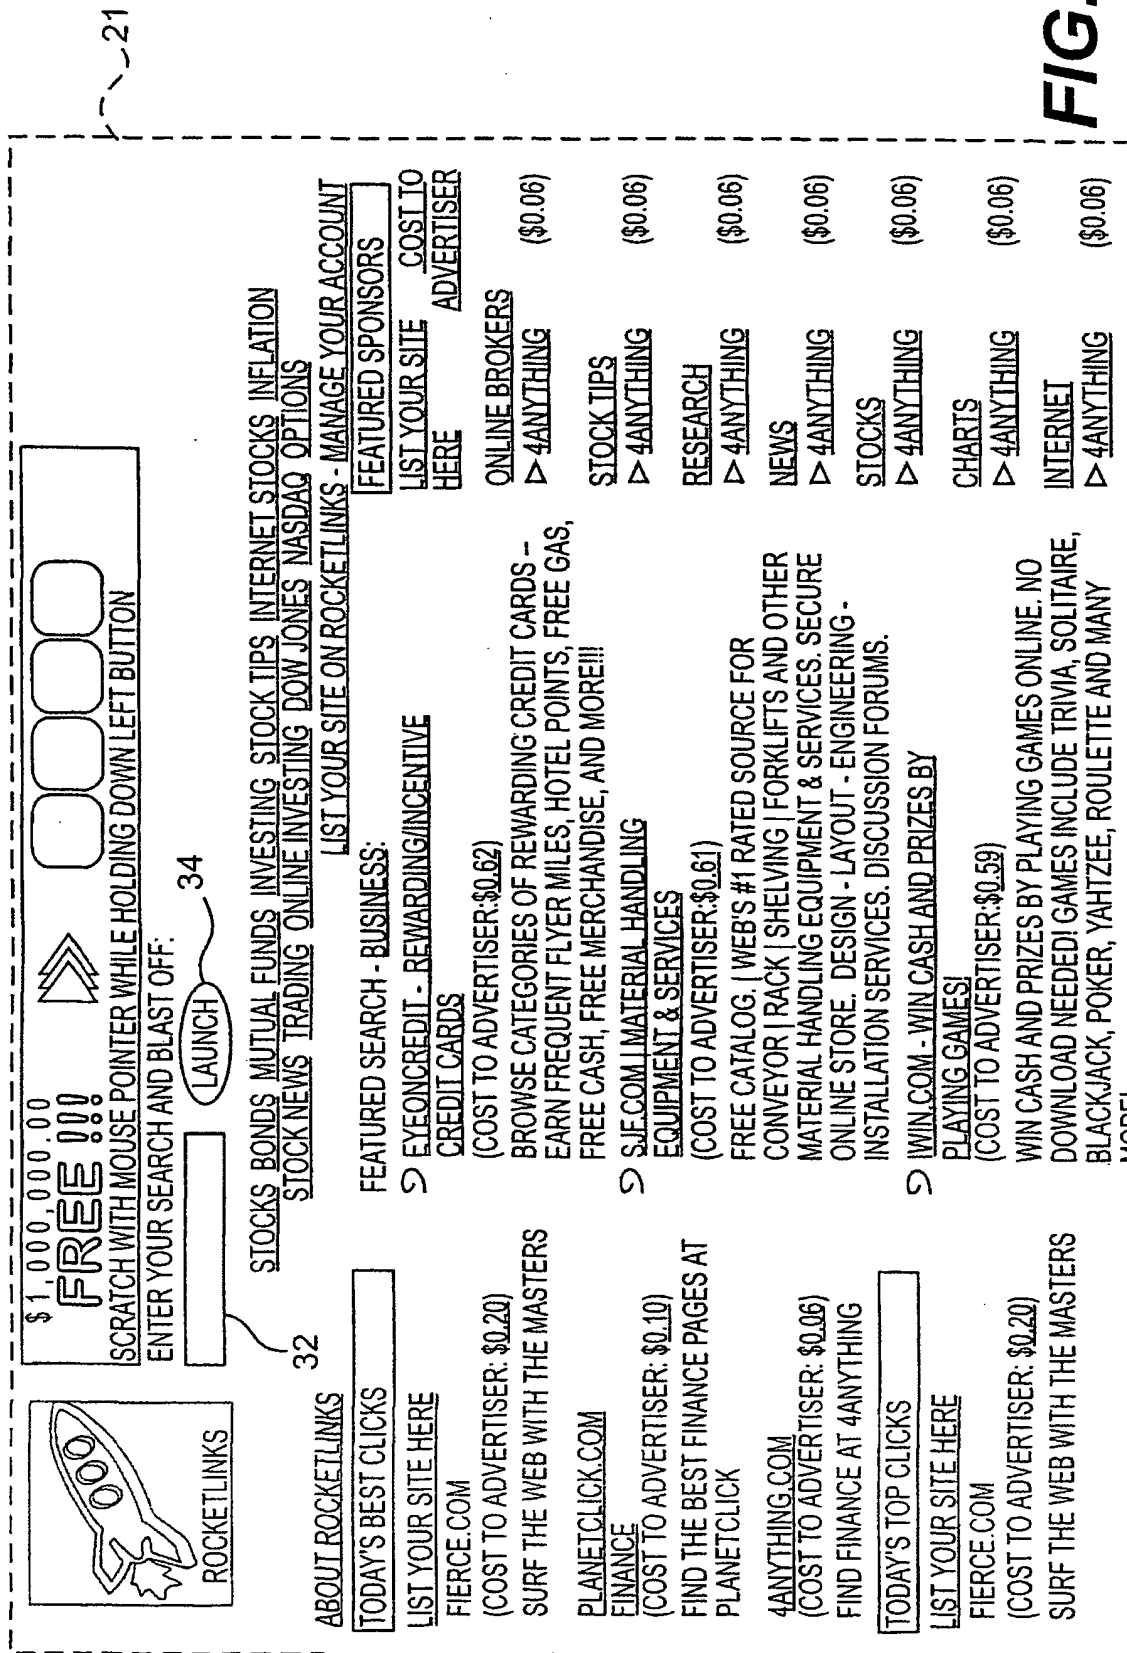 21
$1,000,000.00
FREE !!!
SCRATCH WITH MOUSE POINTER WHILE HOLDING DOWN LEFT BUTTON
ENTER YOUR SEARCH AND BLAST OFF:
LAUNCH
34
32
ROCKETLINKS
STOCKS BONDS MUTUAL FUNDS INVESTING STOCK TIPS INTERNET STOCKS INFLATION
STOCK NEWS TRADING ONLINE INVESTING DOW JONES NASDAQ OPTIONS
LIST YOUR SITE ON ROCKETLINKS - MANAGE YOUR ACCOUNT
ABOUT ROCKETLINKS
TODAY'S BEST CLICKS
LIST YOUR SITE HERE
FIERCE.COM
(COST TO ADVERTISER: $0.20)
SURF THE WEB WITH THE MASTERS
PLANETCLICK.COM
FINANCE
(COST TO ADVERTISER: $0.10)
FIND THE BEST FINANCE PAGES AT
PLANETCLICK
4ANYTHING.COM
(COST TO ADVERTISER: $0.06)
FIND FINANCE AT 4ANYTHING
TODAY'S TOP CLICKS
LIST YOUR SITE HERE
FIERCE.COM
(COST TO ADVERTISER: $0.20)
SURF THE WEB WITH THE MASTERS
FEATURED SEARCH - BUSINESS:
EYEONCREDIT - REWARDING/INCENTIVE
CREDIT CARDS
(COST TO ADVERTISER:$0.62)
BROWSE CATEGORIES OF REWARDING CREDIT CARDS --
EARN FREQUENT FLYER MILES, HOTEL POINTS, FREE GAS,
FREE CASH, FREE MERCHANDISE, AND MORE!!!
SJF.COM | MATERIAL HANDLING
EQUIPMENT & SERVICES
(COST TO ADVERTISER:$0.61)
FREE CATALOG, | WEB'S #1 RATED SOURCE FOR
CONVEYOR | RACK | SHELVING | FORKLIFTS AND OTHER
MATERIAL HANDLING EQUIPMENT & SERVICES. SECURE
ONLINE STORE. DESIGN - LAYOUT - ENGINEERING -
INSTALLATION SERVICES. DISCUSSION FORUMS.
IWIN.COM - WIN CASH AND PRIZES BY
PLAYING GAMES!
(COST TO ADVERTISER:$0.59)
WIN CASH AND PRIZES BY PLAYING GAMES ONLINE. NO
DOWNLOAD NEEDED! GAMES INCLUDE TRIVIA, SOLITAIRE,
BLACKJACK, POKER, YAHTZEE, ROULETTE AND MANY
MORE!
FEATURED SPONSORS
LIST YOUR SITE COST TO
HERE ADVERTISER
ONLINE BROKERS
▷ 4ANYTHING ($0.06)
STOCK TIPS
▷ 4ANYTHING ($0.06)
RESEARCH
▷ 4ANYTHING ($0.06)
NEWS
▷ 4ANYTHING ($0.06)
STOCKS
▷ 4ANYTHING ($0.06)
CHARTS
▷ 4ANYTHING ($0.06)
INTERNET
▷ 4ANYTHING ($0.06)
FIG.